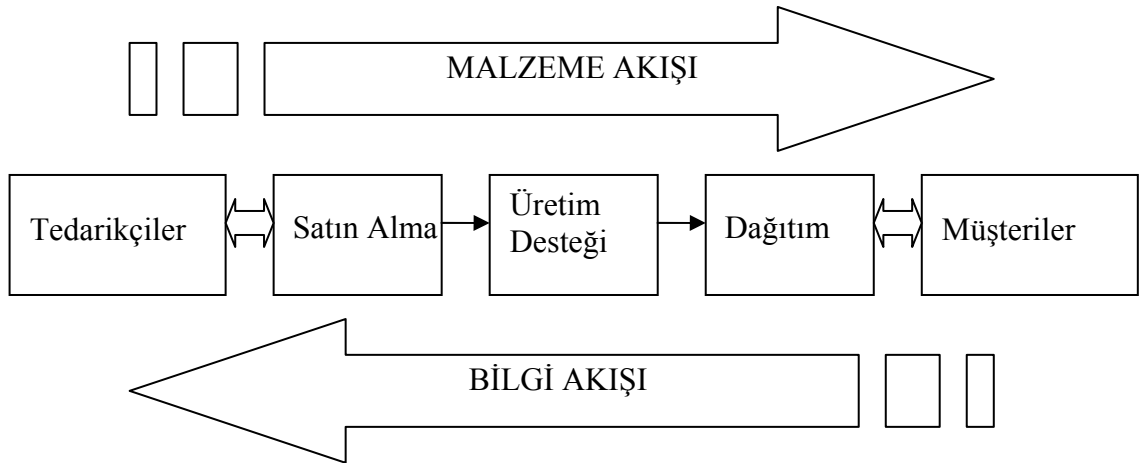 MALZEME AKIŞI
Tedarikçiler
Satın Alma
Üretim
Desteği
Dağıtım
Müşteriler
BİLGİ AKIŞI